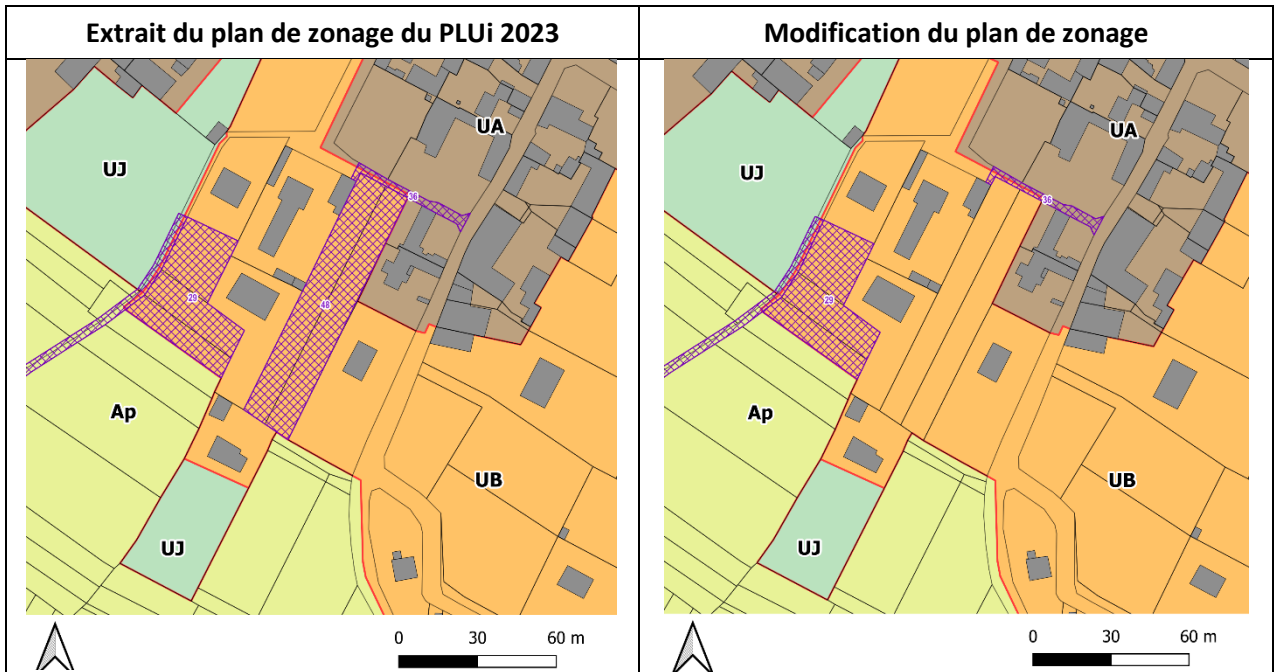 Extrait du plan de zonage du PLUi 2023
UA
UJ
36
29
48
Ap
UB
UJ
0 30 60 m
Modification du plan de zonage
UA
UJ
36
29
Ap
UB
UJ
0 30 60 m